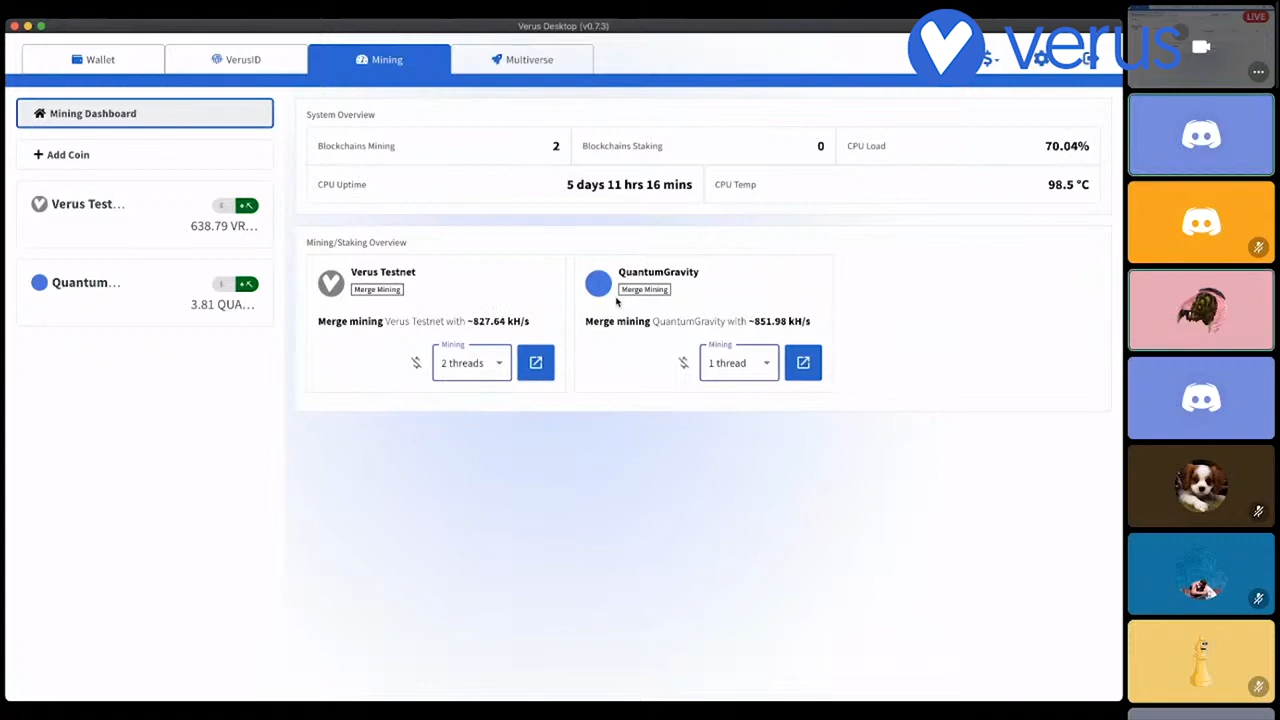 Verus Desktop (v0.7.3)
Wallet
VerusID
Mining
Multiverse
verus
LIVE
Mining Dashboard
Add Coin
Verus Test...
638.79 VR...
Quantum...
3.81 QUA...
System Overview
Blockchains Mining 2
Blockchains Staking 0
CPU Load 70.04%
CPU Uptime 5 days 11 hrs 16 mins
CPU Temp 98.5 °C
Mining/Staking Overview
Verus Testnet
Merge Mining
Merge mining Verus Testnet with ~827.64 kH/s
Mining
2 threads
QuantumGravity
Merge Mining
Merge mining QuantumGravity with ~851.98 kH/s
Mining
1 thread